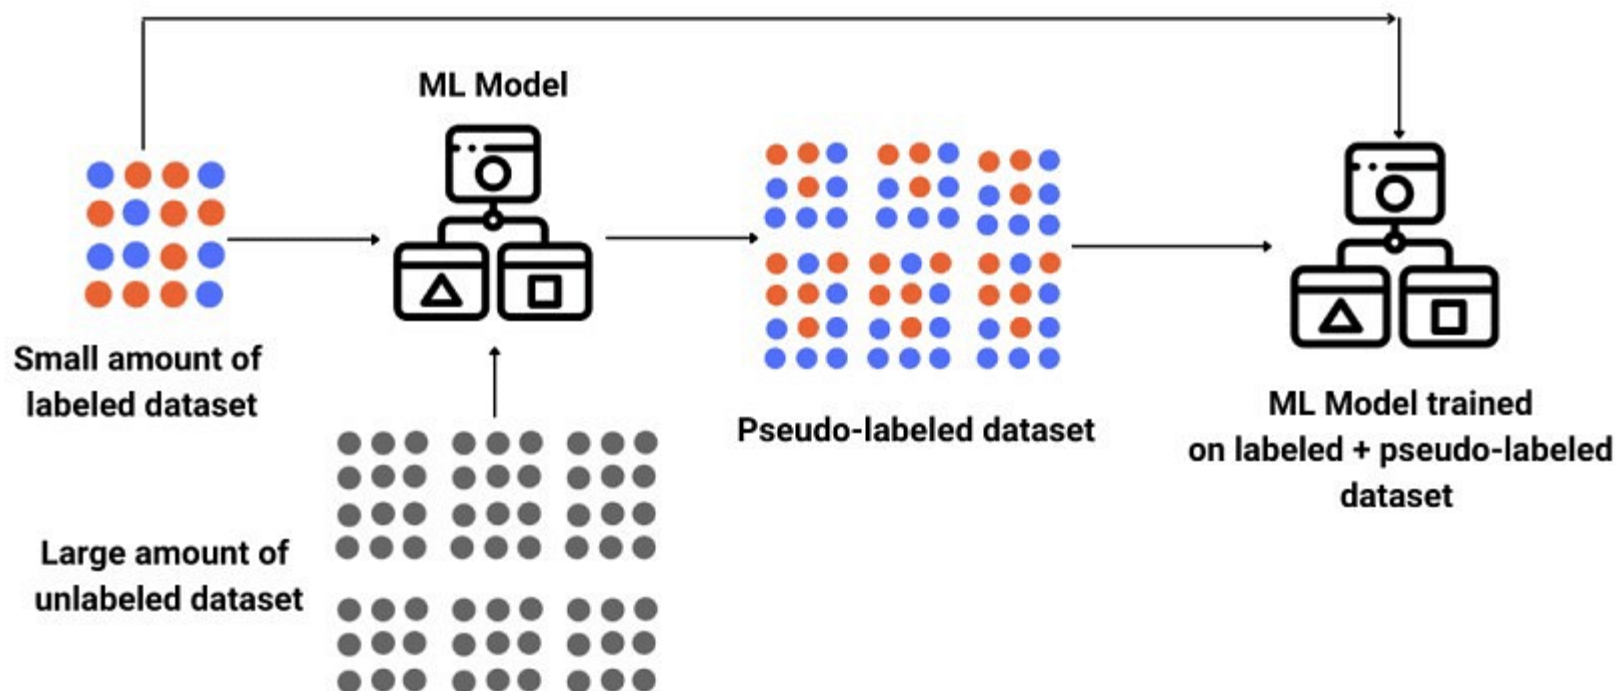 ML Model
Small amount of
labeled dataset
Pseudo-labeled dataset
ML Model trained
on labeled + pseudo-labeled
dataset
Large amount of
unlabeled dataset